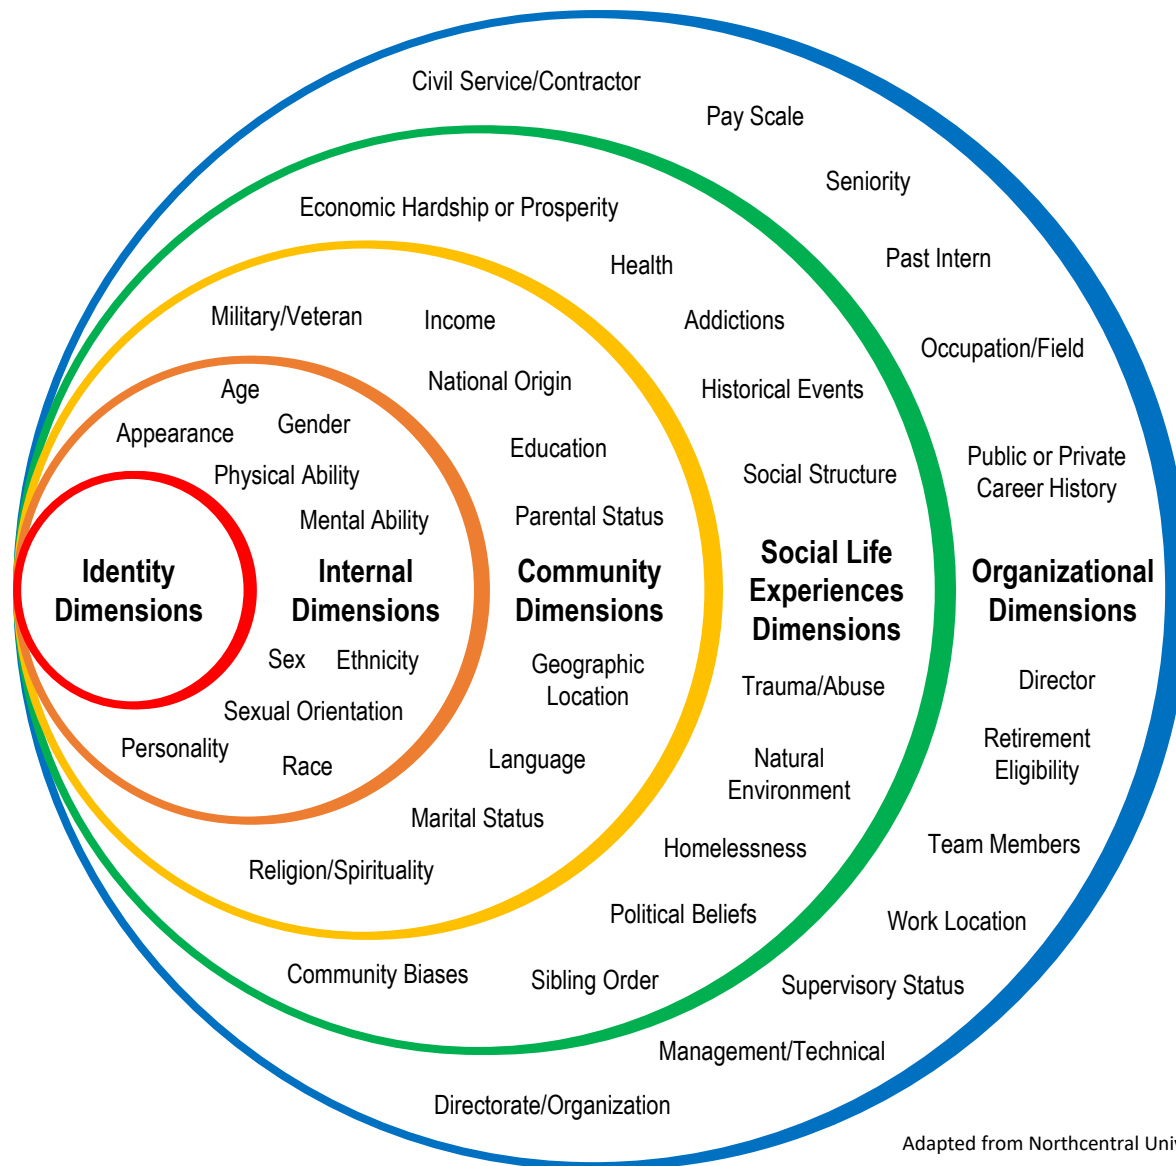 Civil Service/Contractor
Pay Scale
Seniority
Past Intern
Occupation/Field
Public or Private
Career History
Organizational
Dimensions
Director
Retirement
Eligibility
Team Members
Work Location
Supervisory Status
Management/Technical
Directorate/Organization
Economic Hardship or Prosperity
Health
Addictions
Historical Events
Social Structure
Social Life
Experiences
Dimensions
Trauma/Abuse
Natural
Environment
Homelessness
Political Beliefs
Sibling Order
Community Biases
Military/Veteran
Income
National Origin
Education
Parental Status
Community
Dimensions
Geographic
Location
Language
Marital Status
Religion/Spirituality
Age
Appearance
Gender
Physical Ability
Mental Ability
Internal
Dimensions
Sex
Ethnicity
Sexual Orientation
Personality
Race
Identity
Dimensions
Adapted from Northcentral Univ